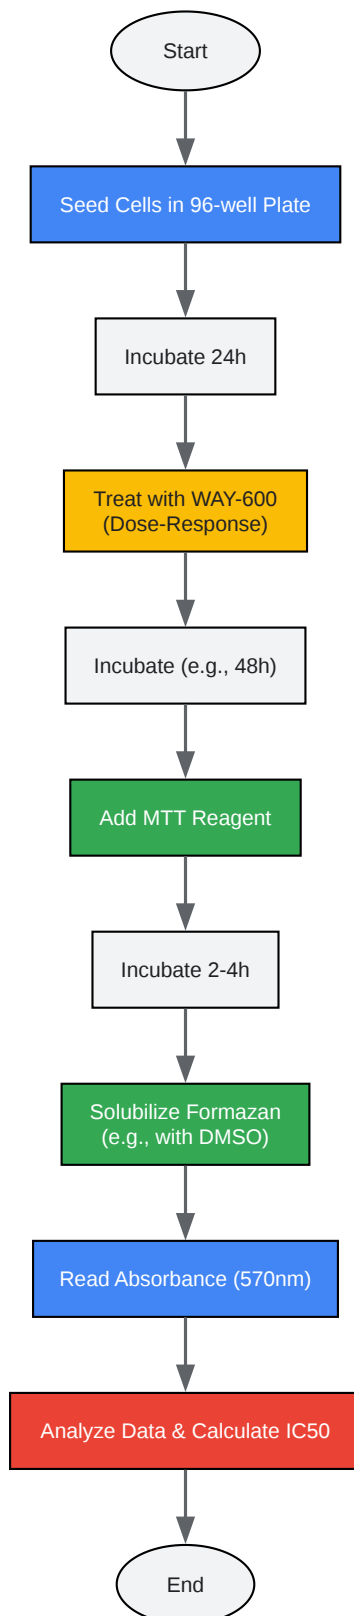 Start
Seed Cells in 96-well Plate
Incubate 24h
Treat with WAY-600
(Dose-Response)
Incubate (e.g., 48h)
Add MTT Reagent
Incubate 2-4h
Solubilize Formazan
(e.g., with DMSO)
Read Absorbance (570nm)
Analyze Data & Calculate IC50
End